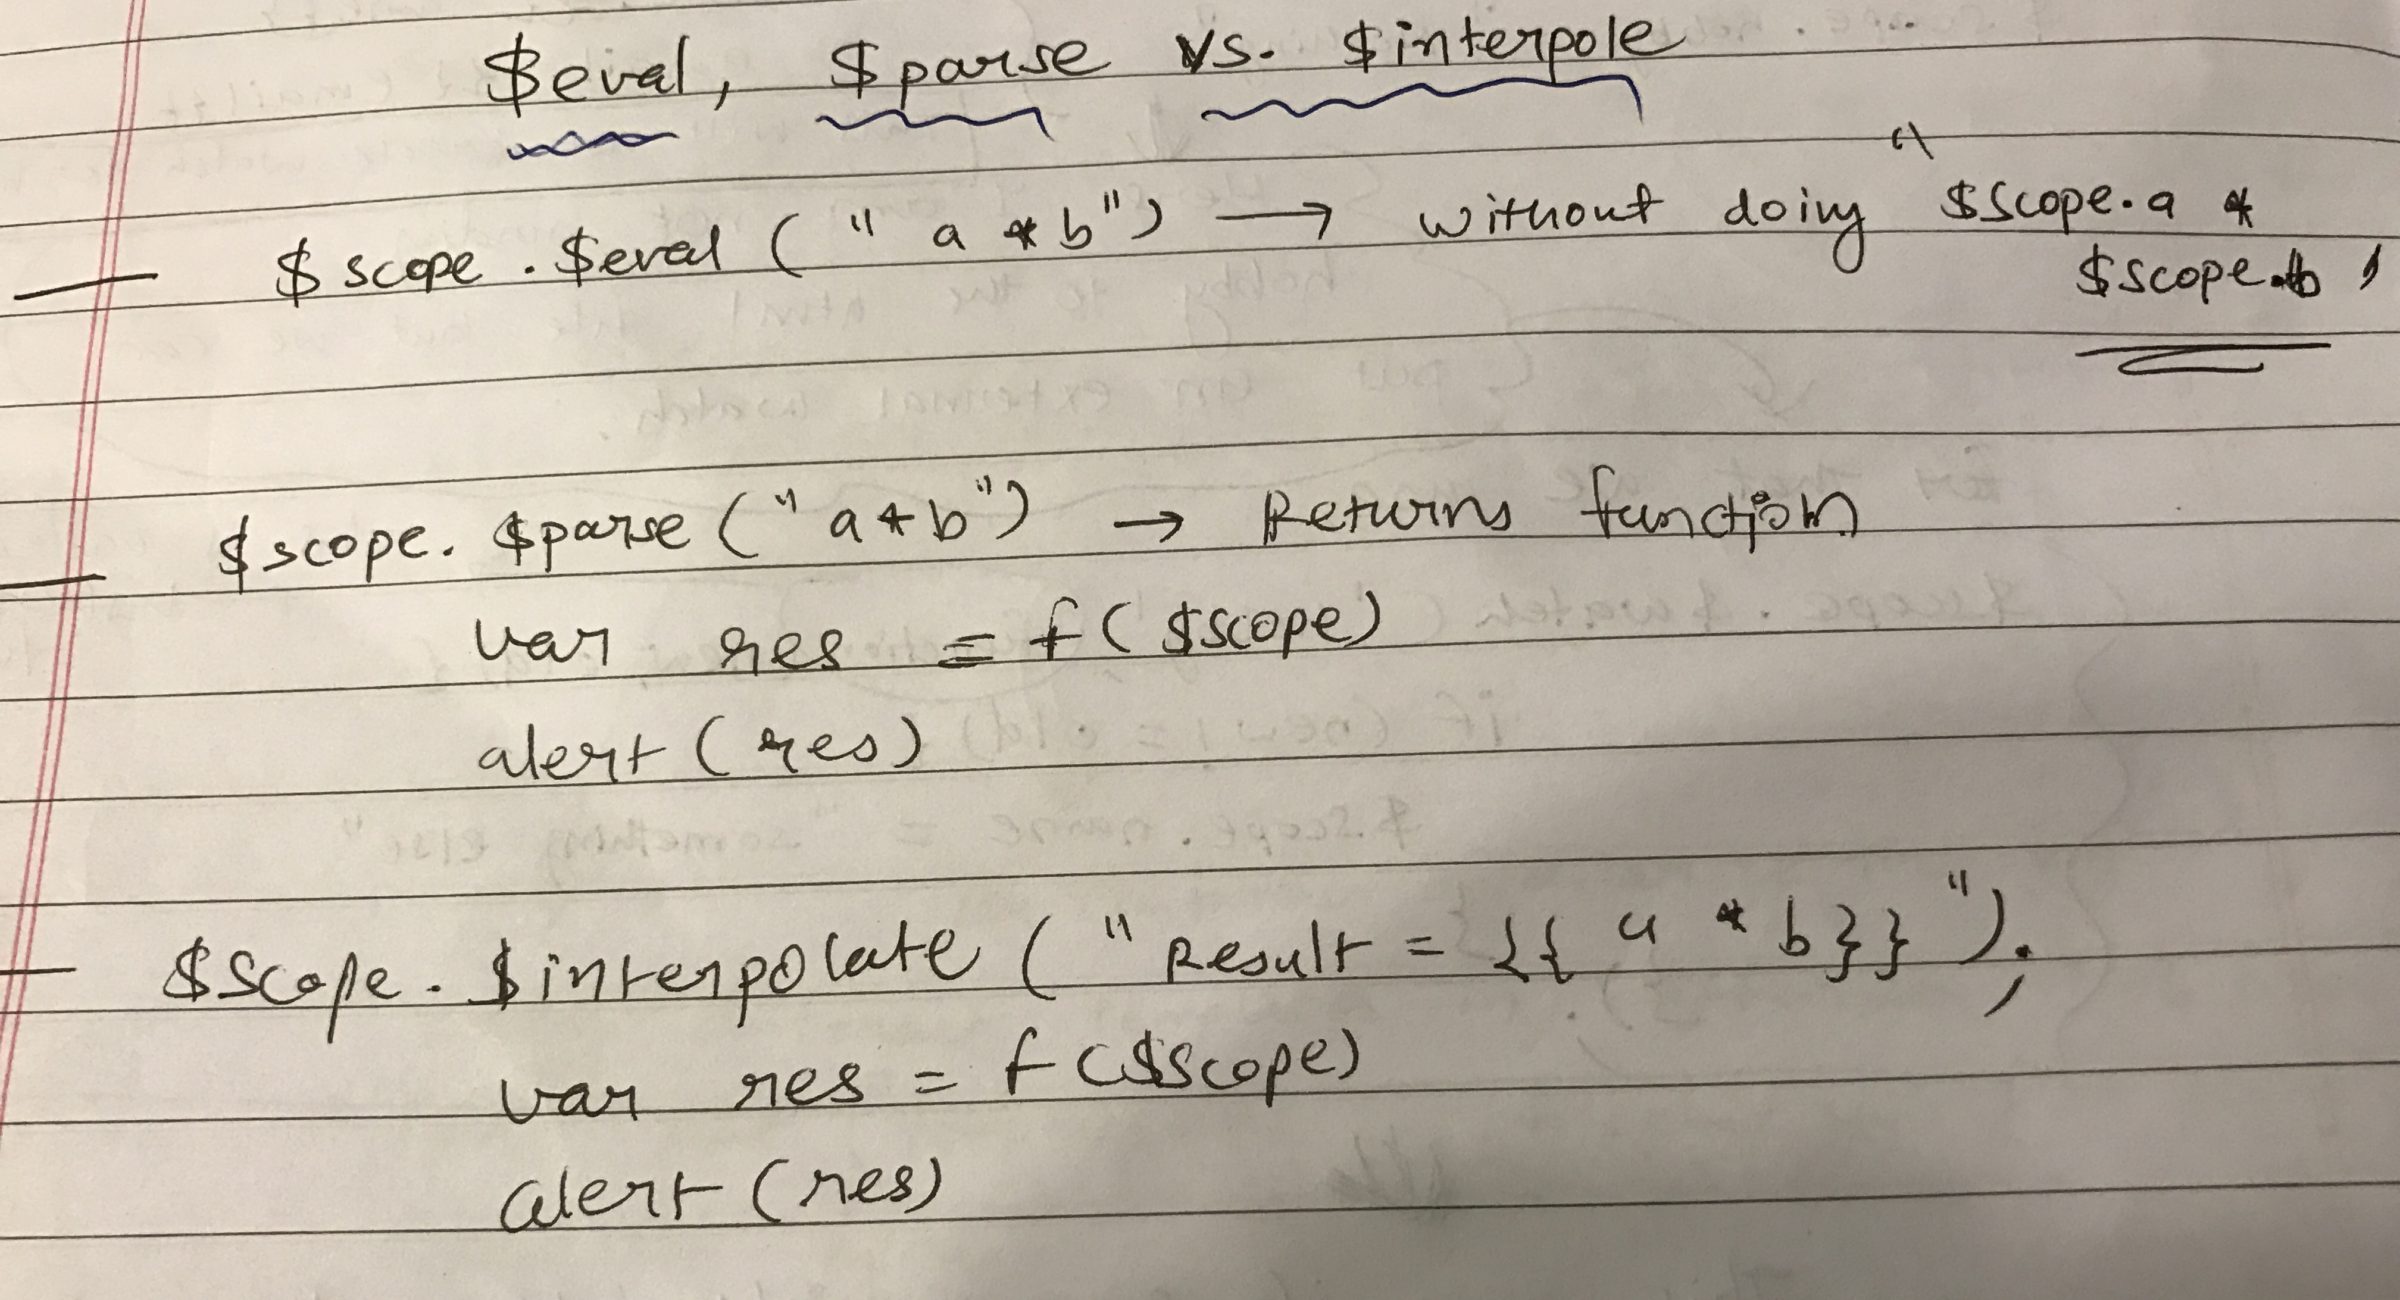 $eval, $parse vs. $interpole
— $scope.$eval("a*b") → without doing "$scope.a *
$scope.b"
— $scope.$parse("a*b") → Returns function
var res = f($scope)
alert(res)
— $scope.$interpolate("Result = {{ a * b}}");
var res = f($scope)
alert(res)